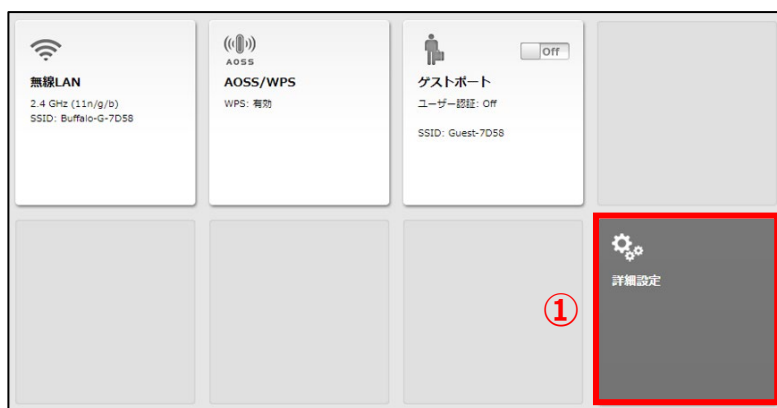 無線LAN
2.4 GHz (11n/g/b)
SSID: Buffalo-G-7D58
AOSS
AOSS/WPS
WPS: 有効
Off
ゲストポート
ユーザー認証: Off
SSID: Guest-7D58
①
詳細設定